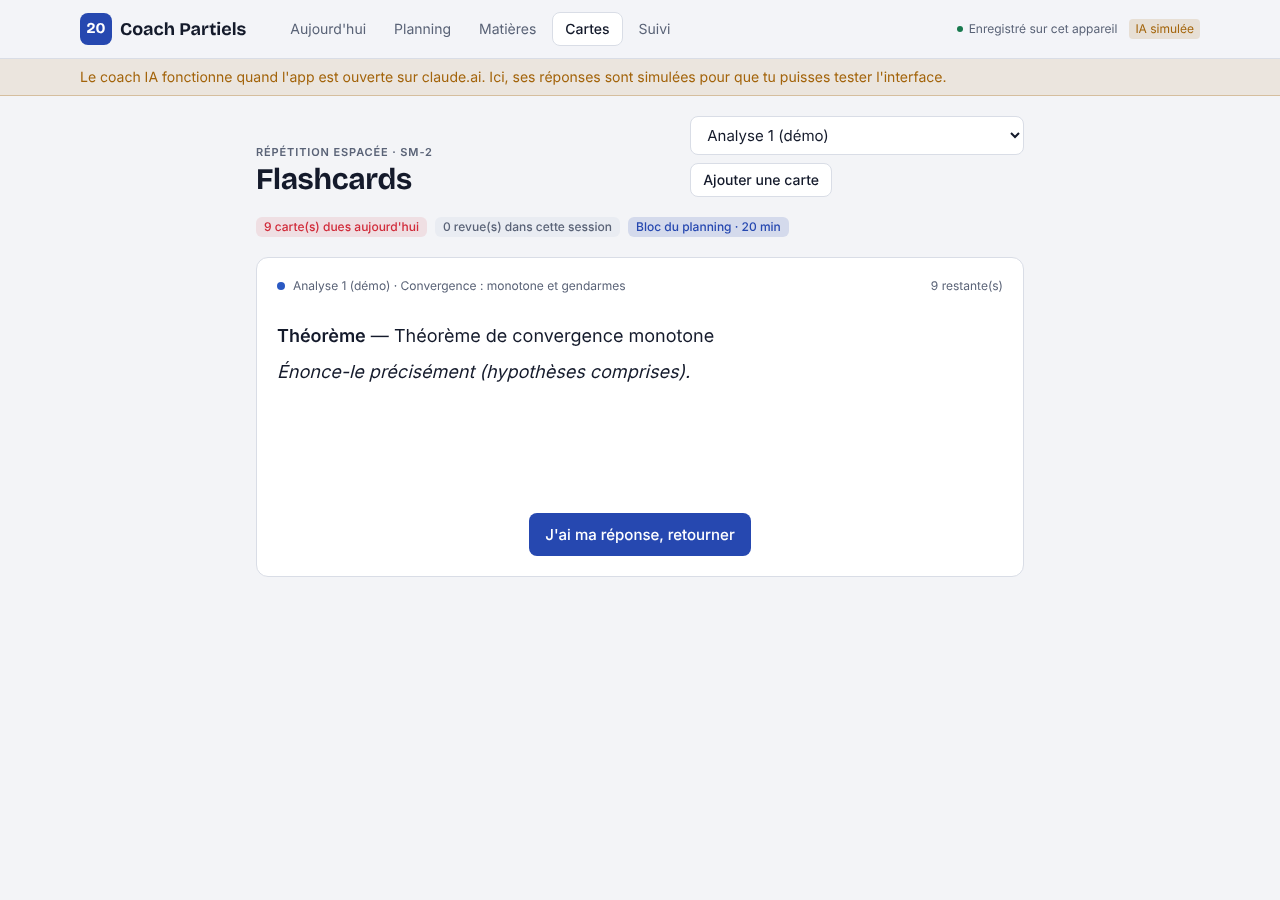 20 Coach Partiels Aujourd'hui Planning Matières Cartes Suivi Enregistré sur cet appareil IA simulée
Le coach IA fonctionne quand l'app est ouverte sur claude.ai. Ici, ses réponses sont simulées pour que tu puisses tester l'interface.
Analyse 1 (démo)
RÉPÉTITION ESPACÉE · SM-2
Flashcards
Ajouter une carte
9 carte(s) dues aujourd'hui 0 revue(s) dans cette session Bloc du planning · 20 min
Analyse 1 (démo) · Convergence : monotone et gendarmes 9 restante(s)
Théorème — Théorème de convergence monotone
Énonce-le précisément (hypothèses comprises).
J'ai ma réponse, retourner